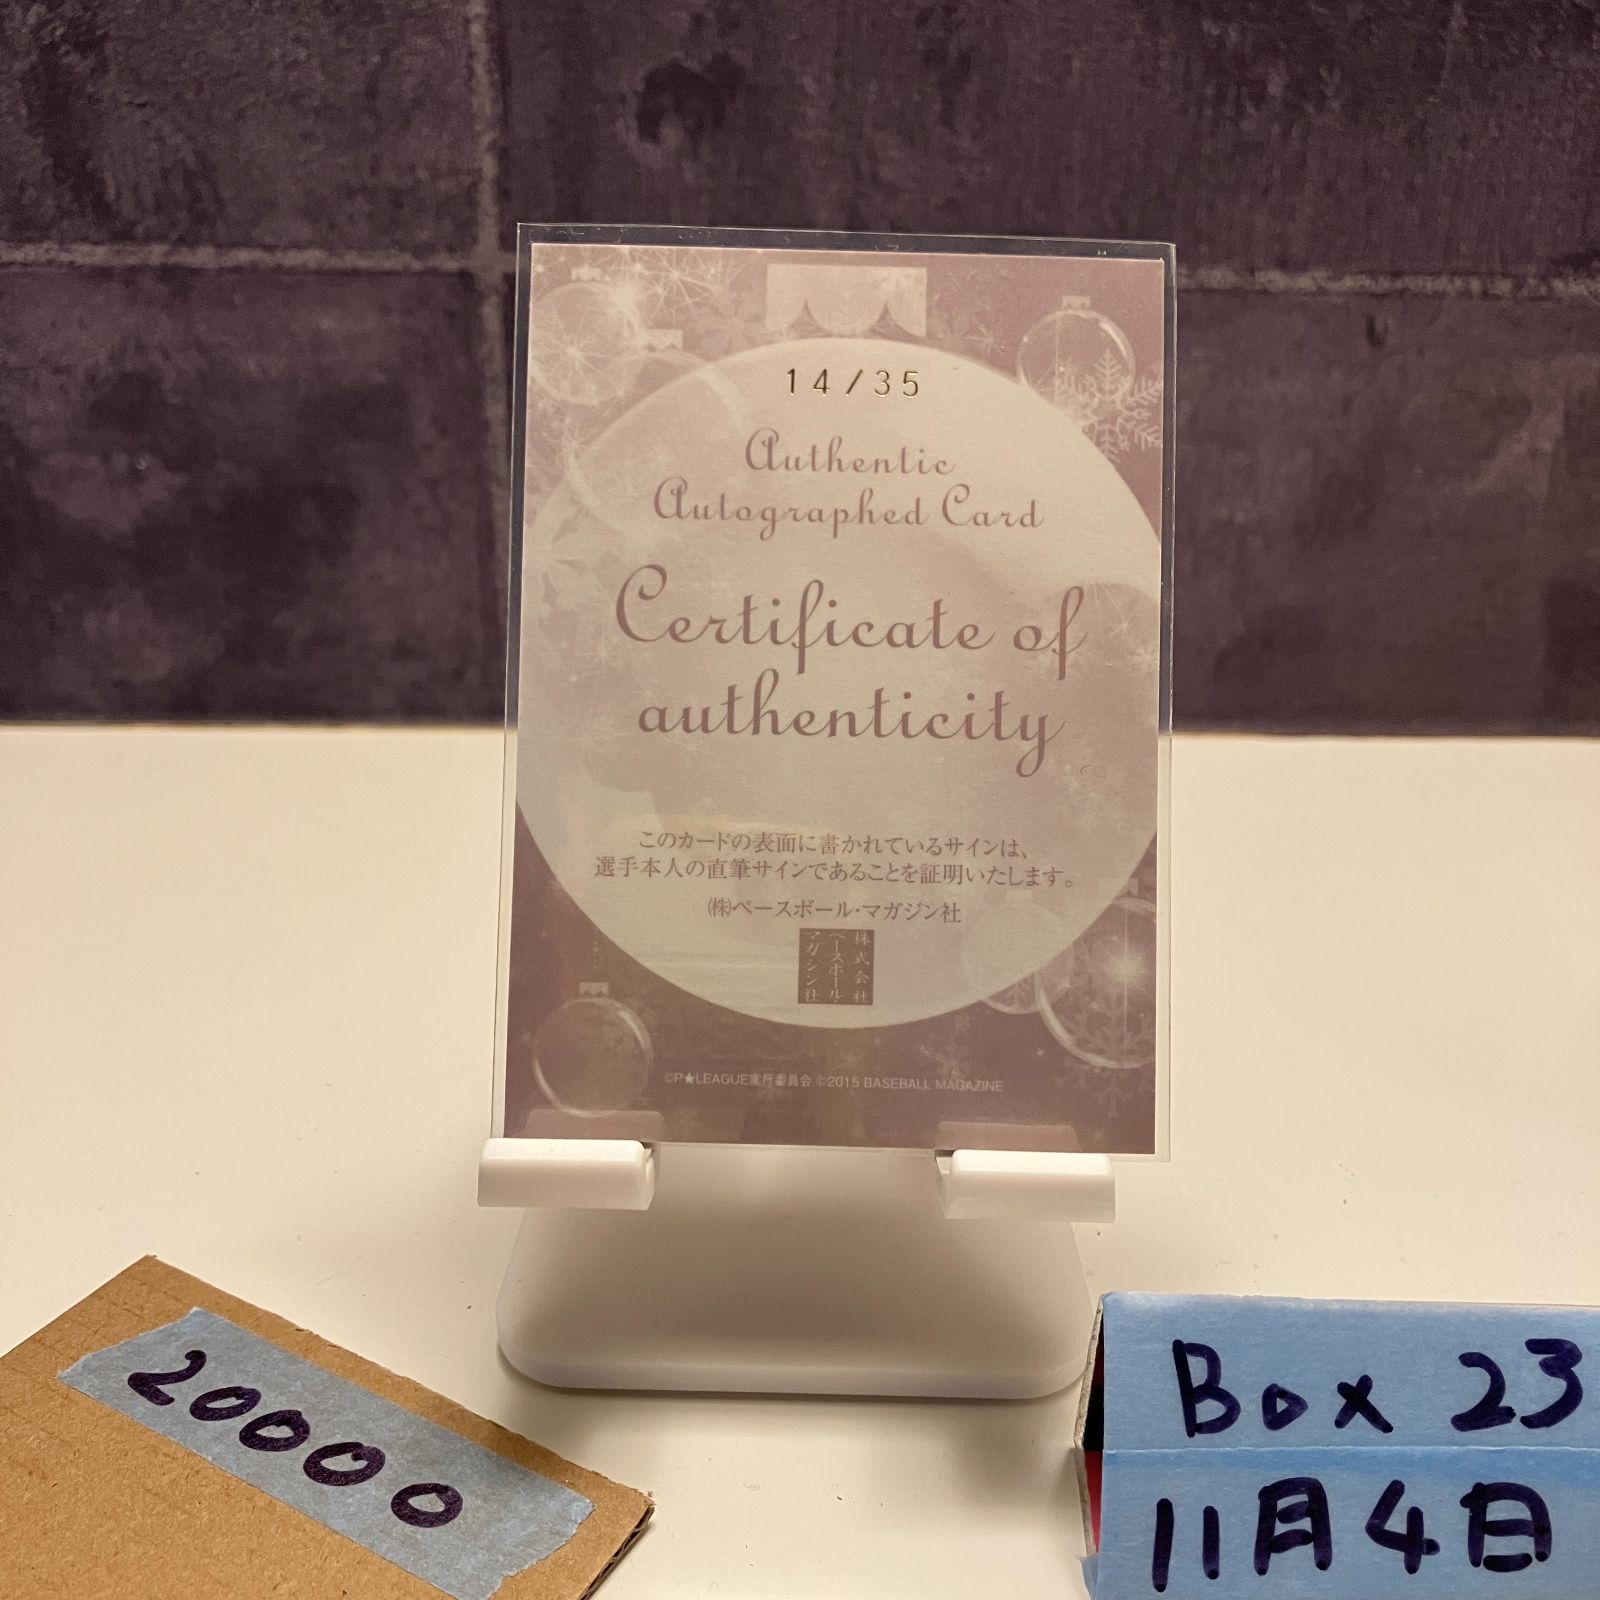 14/35
Authentic
Autographed Card
Certificate of
authenticity
このカードの表面に書かれているサインは、
選手本人の直筆サインであることを証明いたします。
㈱ベースボール・マガジン社
株式会社
ベースボール・
マガジン社
©P★LEAGUE実行委員会 ©2015 BASEBALL MAGAZINE
20000
Box 23
11月4日